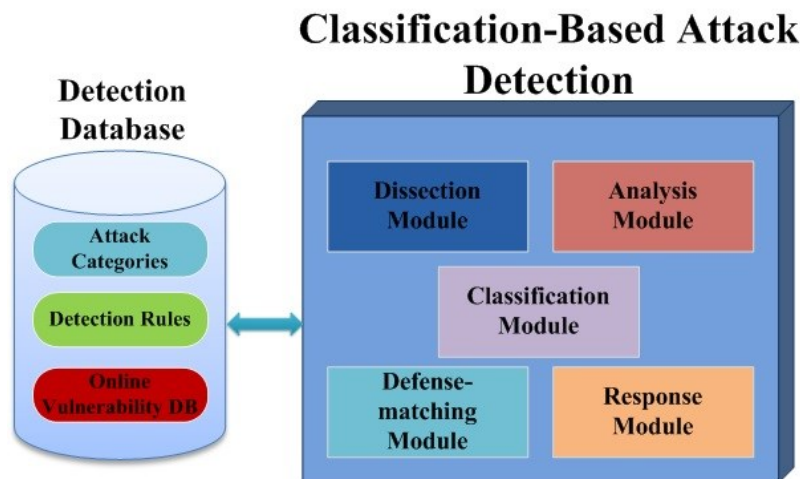 Classification-Based Attack
Detection
Detection
Database
Attack
Categories
Detection Rules
Online
Vulnerability DB
Dissection
Module
Analysis
Module
Classification
Module
Defense-
matching
Module
Response
Module